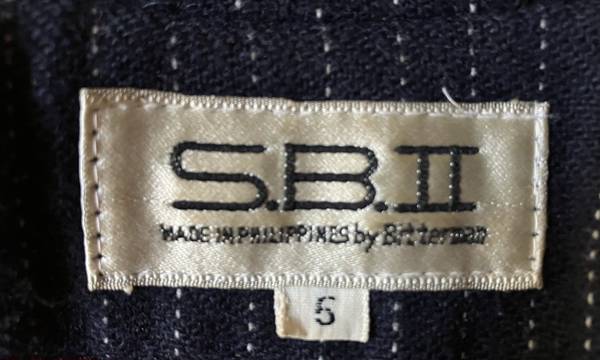 S.B.II
MADE IN PHILIPPINES by Bitterman
5